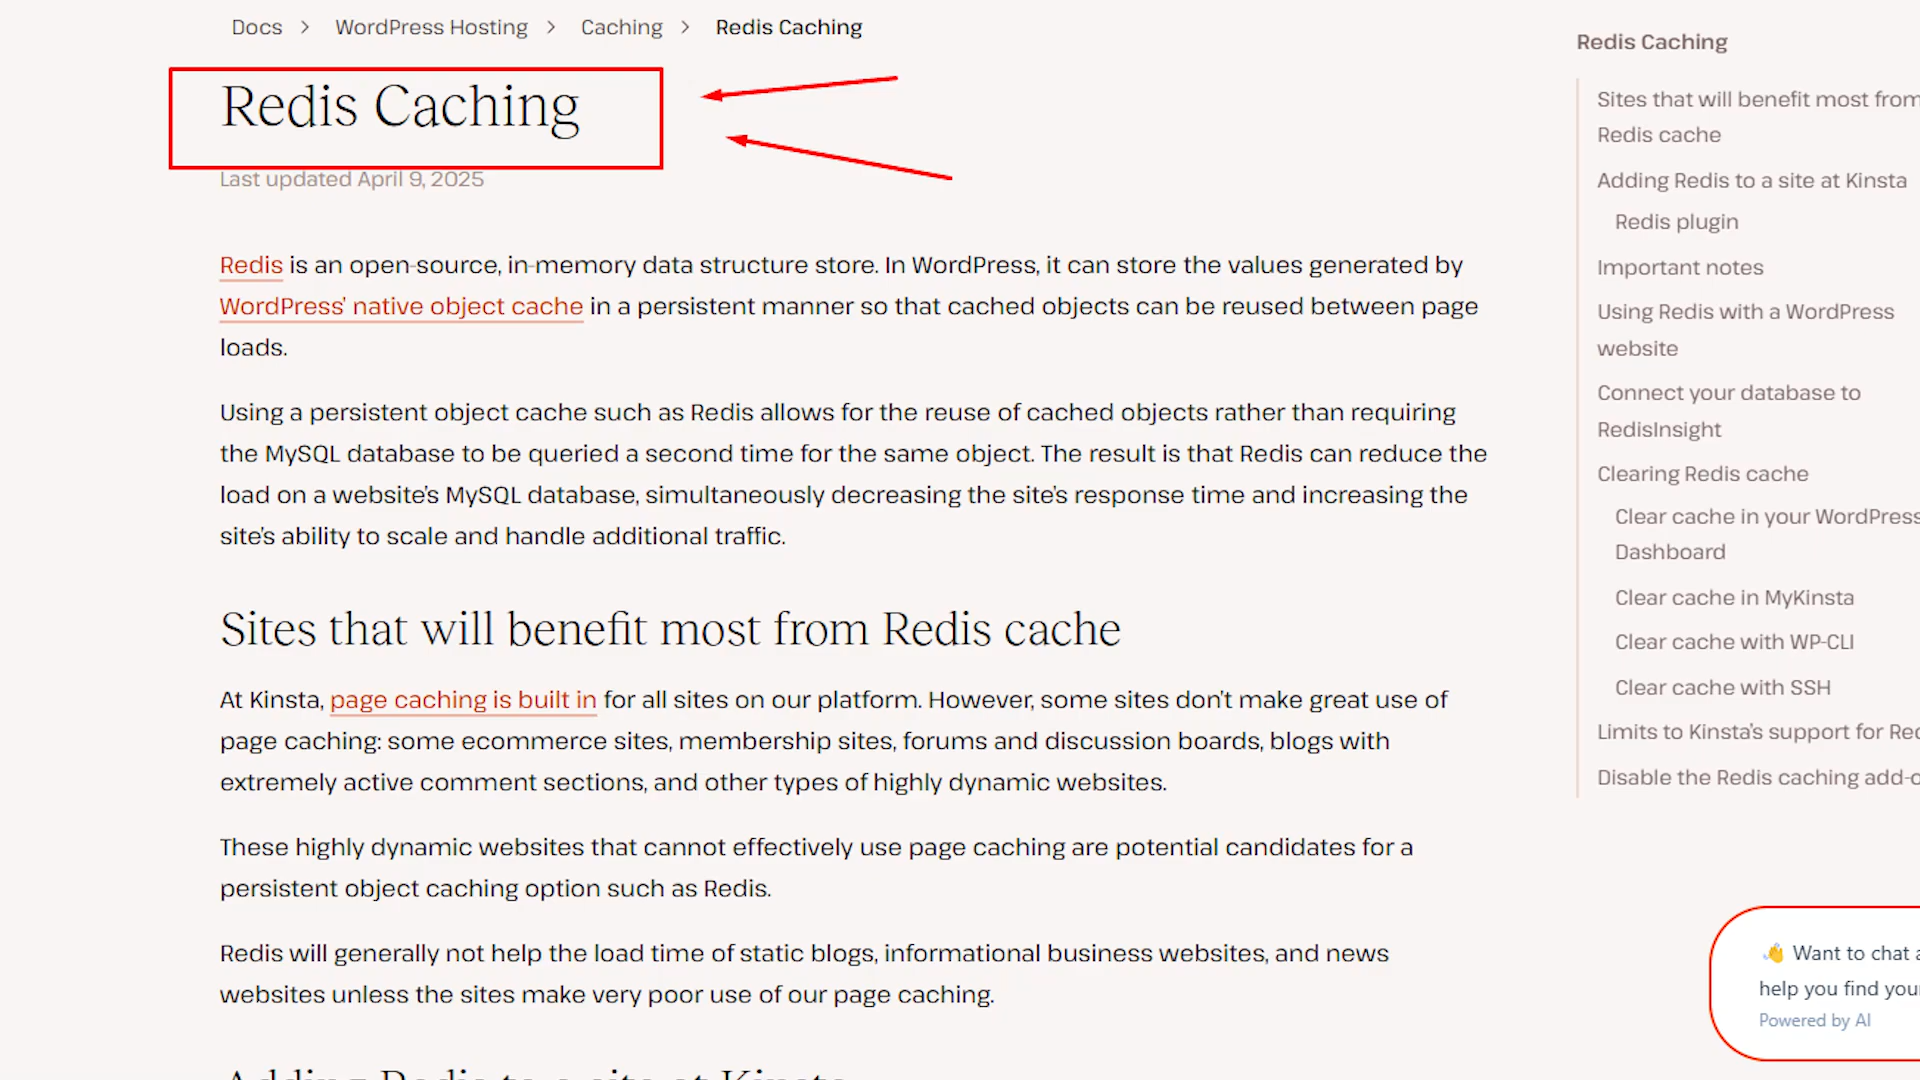 Docs > WordPress Hosting > Caching > Redis Caching
Redis Caching
Last updated April 9, 2025
Redis is an open-source, in-memory data structure store. In WordPress, it can store the values generated by
WordPress’ native object cache in a persistent manner so that cached objects can be reused between page
loads.
Using a persistent object cache such as Redis allows for the reuse of cached objects rather than requiring
the MySQL database to be queried a second time for the same object. The result is that Redis can reduce the
load on a website’s MySQL database, simultaneously decreasing the site’s response time and increasing the
site’s ability to scale and handle additional traffic.
Sites that will benefit most from Redis cache
At Kinsta, page caching is built in for all sites on our platform. However, some sites don’t make great use of
page caching: some ecommerce sites, membership sites, forums and discussion boards, blogs with
extremely active comment sections, and other types of highly dynamic websites.
These highly dynamic websites that cannot effectively use page caching are potential candidates for a
persistent object caching option such as Redis.
Redis will generally not help the load time of static blogs, informational business websites, and news
websites unless the sites make very poor use of our page caching.
Adding Redis to a site at Kinsta
Redis Caching
Sites that will benefit most from
Redis cache
Adding Redis to a site at Kinsta
Redis plugin
Important notes
Using Redis with a WordPress
website
Connect your database to
RedisInsight
Clearing Redis cache
Clear cache in your WordPress
Dashboard
Clear cache in MyKinsta
Clear cache with WP-CLI
Clear cache with SSH
Limits to Kinsta’s support for
Disable the Redis caching
👋 Want to chat
help you find
Powered by AI